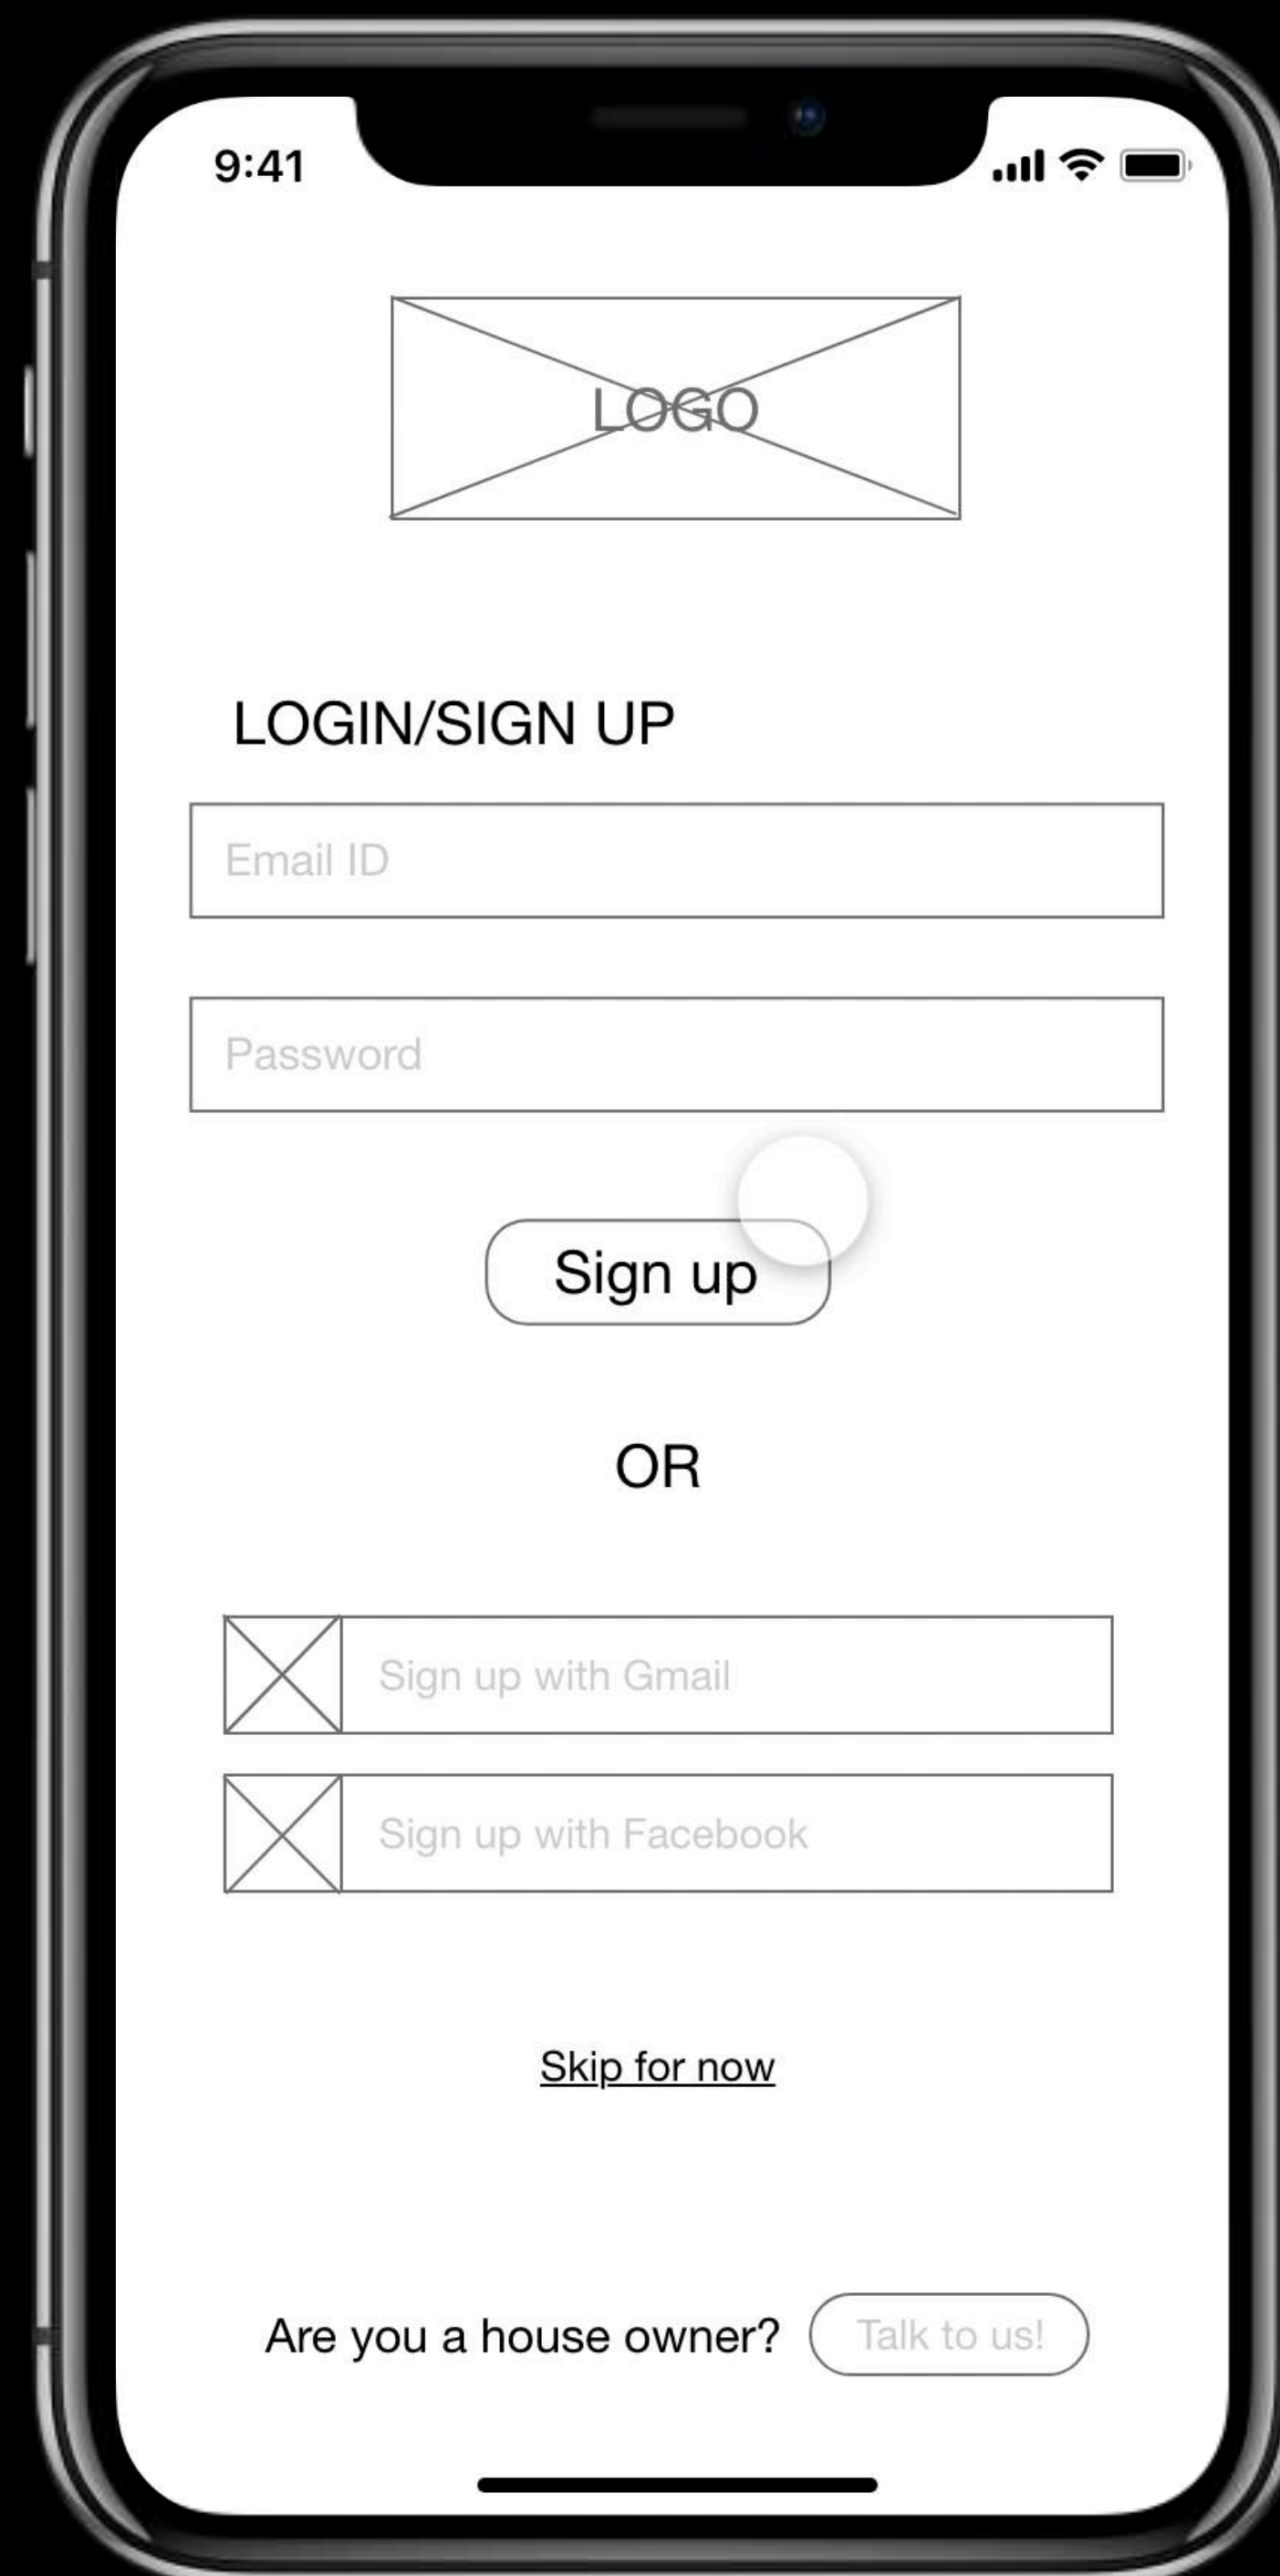 9:41
LOGO
LOGIN/SIGN UP
Email ID
Password
Sign up
OR
Sign up with Gmail
Sign up with Facebook
Skip for now
Are you a house owner? Talk to us!